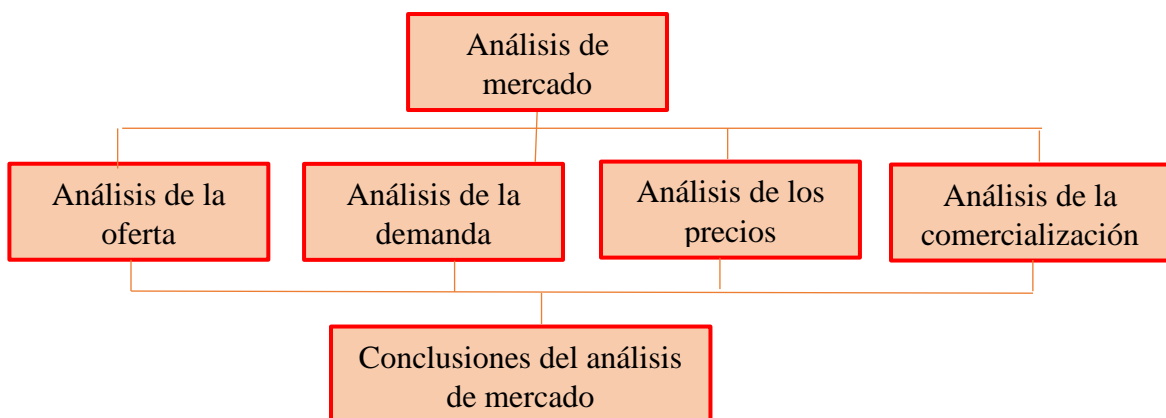 Análisis de
mercado
Análisis de la
oferta
Análisis de la
demanda
Análisis de los
precios
Análisis de la
comercialización
Conclusiones del análisis
de mercado